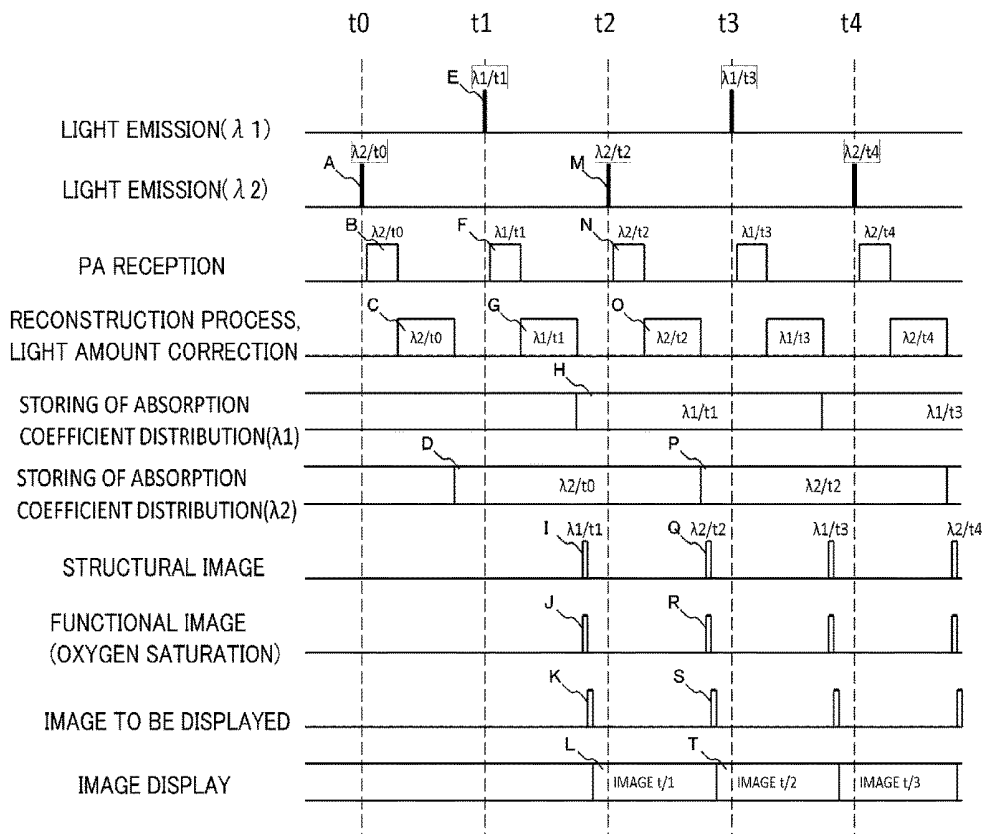 t0 t1 t2 t3 t4
E λ1/t1 λ1/t3
LIGHT EMISSION(λ1)
λ2/t0 λ2/t2 λ2/t4
A M
LIGHT EMISSION(λ2)
B λ2/t0 F λ1/t1 N λ2/t2 λ1/t3 λ2/t4
PA RECEPTION
C G O
RECONSTRUCTION PROCESS,
LIGHT AMOUNT CORRECTION
λ2/t0 λ1/t1 λ2/t2 λ1/t3 λ2/t4
H
STORING OF ABSORPTION
COEFFICIENT DISTRIBUTION(λ1)
λ1/t1 λ1/t3
D P
STORING OF ABSORPTION
COEFFICIENT DISTRIBUTION(λ2)
λ2/t0 λ2/t2
I λ1/t1 Q λ2/t2 λ1/t3 λ2/t4
STRUCTURAL IMAGE
J R
FUNCTIONAL IMAGE
(OXYGEN SATURATION)
K S
IMAGE TO BE DISPLAYED
L T
IMAGE DISPLAY
IMAGE t/1 IMAGE t/2 IMAGE t/3